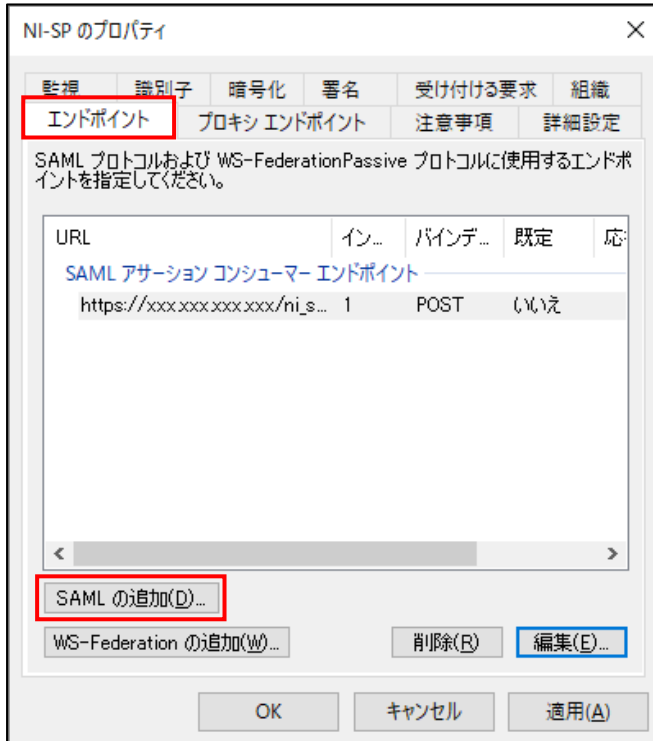 NI-SP のプロパティ
監視 識別子 暗号化 署名 受け付ける要求 組織
エンドポイント プロキシ エンドポイント 注意事項 詳細設定
SAML プロトコルおよび WS-FederationPassive プロトコルに使用するエンドポ
イントを指定してください。
URL イン... バインデ... 既定 応
SAML アサーション コンシューマー エンドポイント
https://xxx.xxx.xxx.xxx/ni_s... 1 POST いいえ
SAML の追加(D)...
WS-Federation の追加(W)...
削除(R) 編集(E)...
OK キャンセル 適用(A)